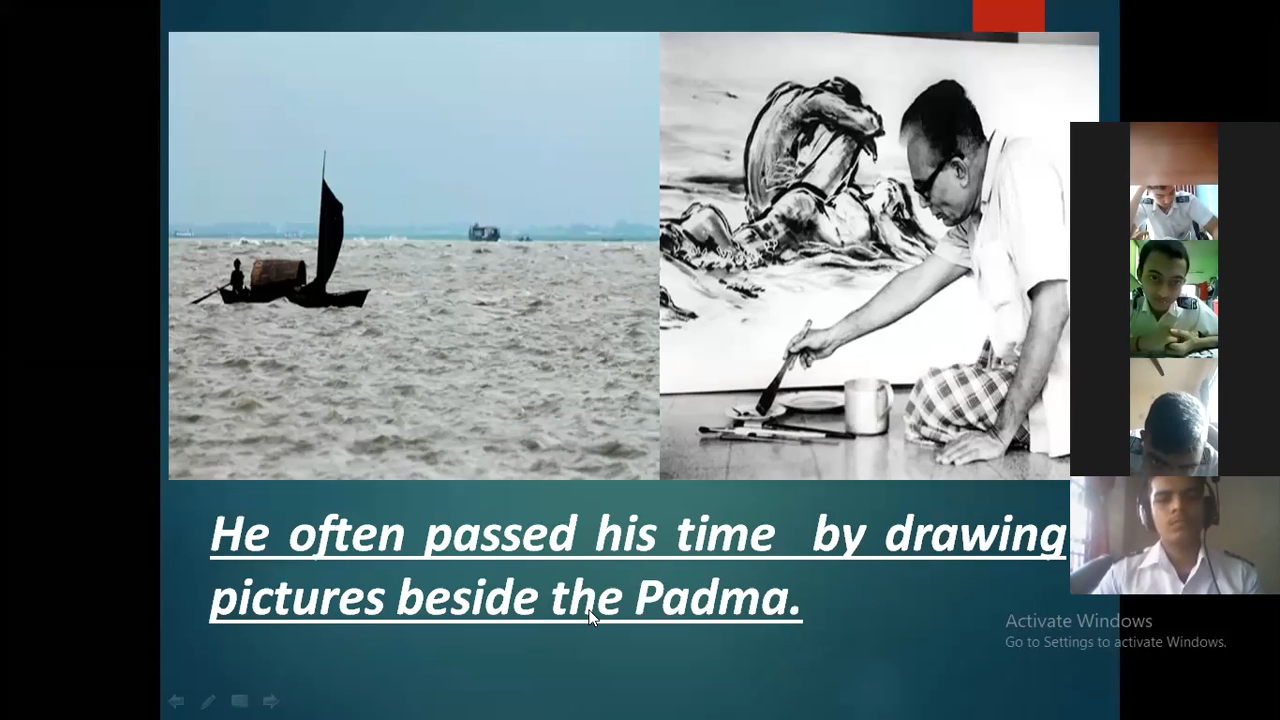 He often passed his time by drawing
pictures beside the Padma.
Activate Windows
Go to Settings to activate Windows.